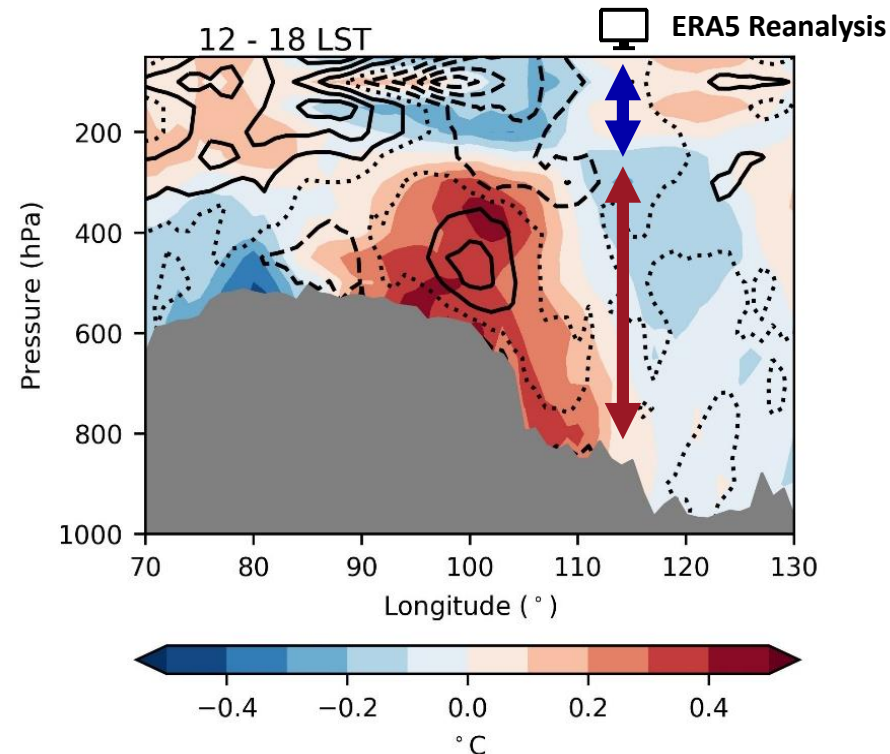 12 - 18 LST
ERA5 Reanalysis
Pressure (hPa)
200
400
600
800
1000
70 80 90 100 110 120 130
Longitude (°)
−0.4 −0.2 0.0 0.2 0.4
°C